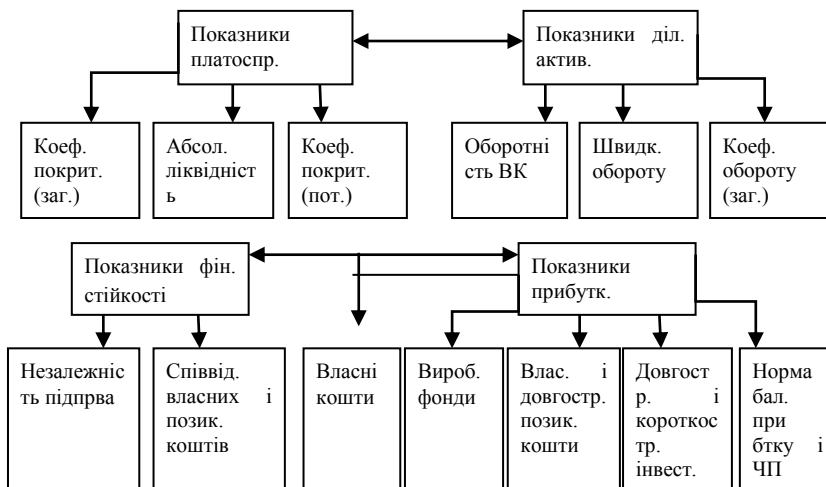 Показники
платоспр.
Показники діл.
актив.
Коеф.
покрит.
(заг.)
Абсол.
ліквідніст
ь
Коеф.
покрит.
(пот.)
Оборотні
сть ВК
Швидк.
обороту
Коеф.
обороту
(заг.)
Показники фін.
стійкості
Показники
прибутк.
Незалежніс
ть підпрва
Співвід.
власних і
позик.
коштів
Власні
кошти
Вироб.
фонди
Влас. і
довгостр.
позик.
кошти
Довгост
р. і
короткос
тр.
інвест.
Норма
бал.
при
бтку і
ЧП